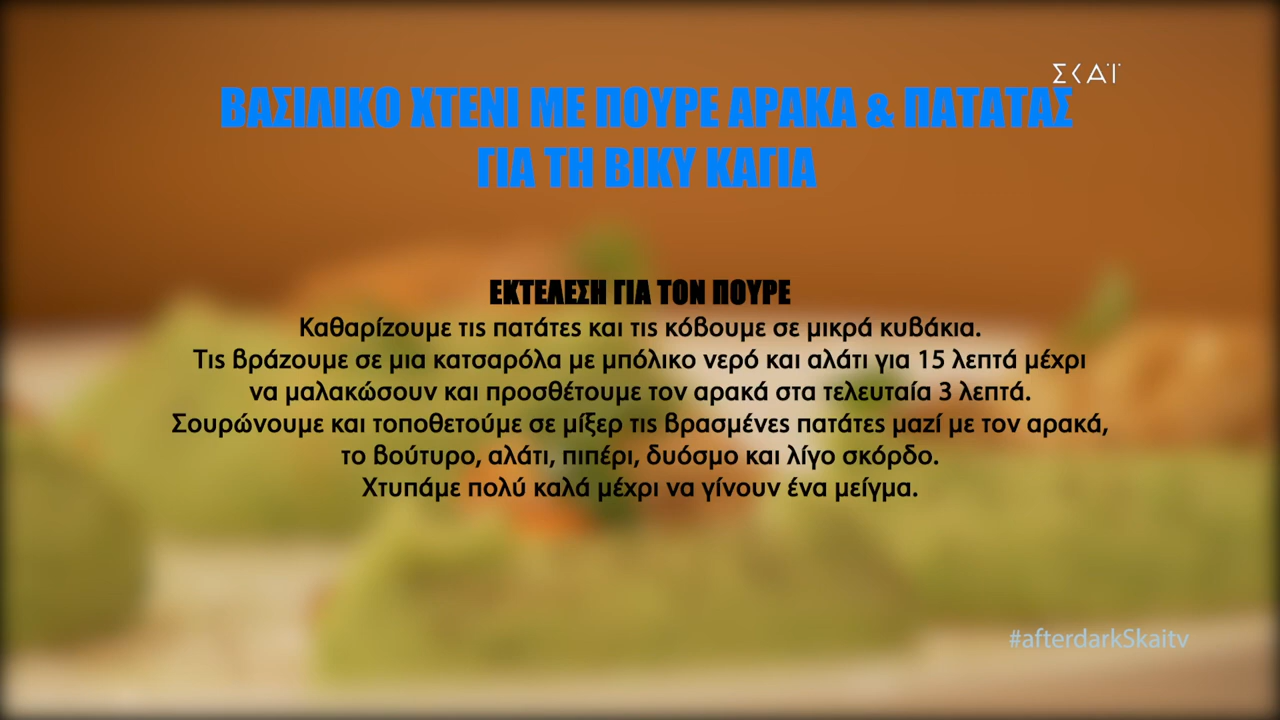 ΣΚΑΪ
ΒΑΣΙΛΙΚΟ ΧΤΕΝΙ ΜΕ ΠΟΥΡΕ ΑΡΑΚΑ & ΠΑΤΑΤΑΣ
ΓΙΑ ΤΗ ΒΙΚΥ ΚΑΓΙΑ
ΕΚΤΕΛΕΣΗ ΓΙΑ ΤΟΝ ΠΟΥΡΕ
Καθαρίζουμε τις πατάτες και τις κόβουμε σε μικρά κυβάκια.
Τις βράζουμε σε μια κατσαρόλα με μπόλικο νερό και αλάτι για 15 λεπτά μέχρι
να μαλακώσουν και προσθέτουμε τον αρακά στα τελευταία 3 λεπτά.
Σουρώνουμε και τοποθετούμε σε μίξερ τις βρασμένες πατάτες μαζί με τον αρακά,
το βούτυρο, αλάτι, πιπέρι, δυόσμο και λίγο σκόρδο.
Χτυπάμε πολύ καλά μέχρι να γίνουν ένα μείγμα.
#afterdarkSkaitv